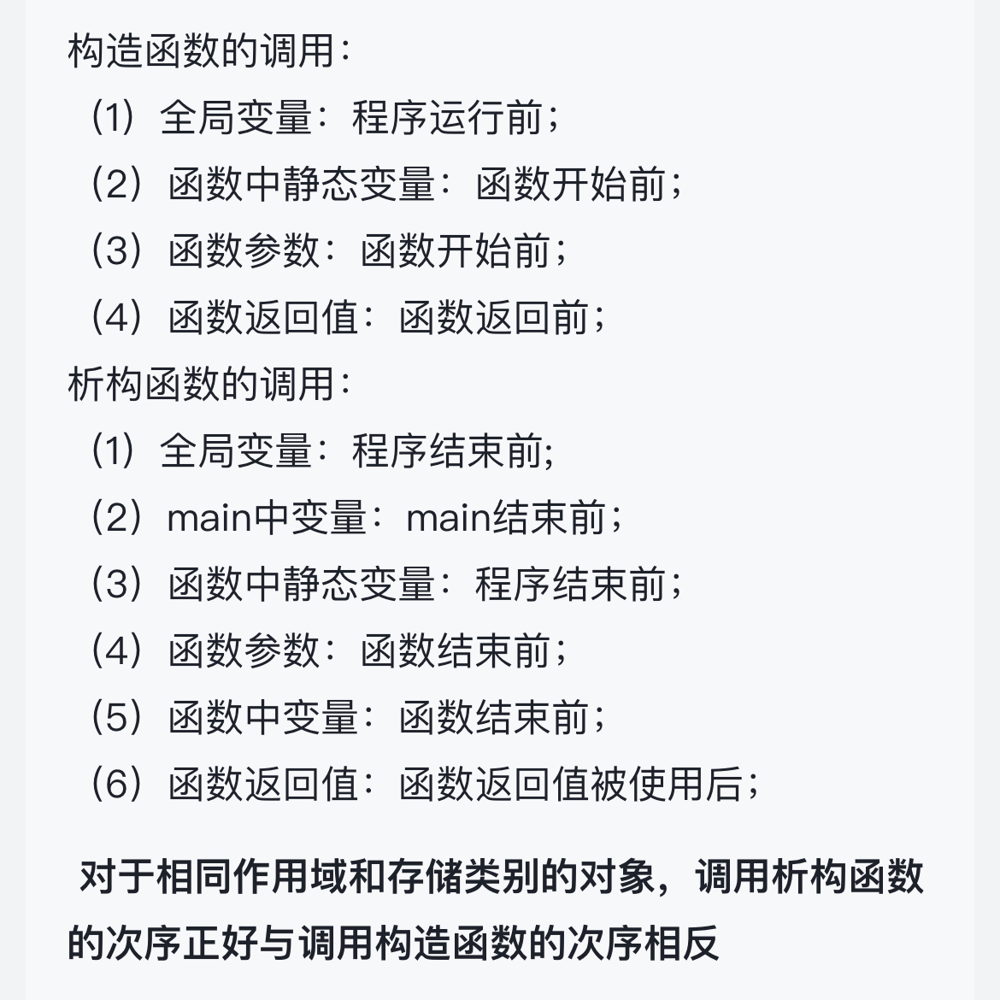 构造函数的调用：
（1）全局变量：程序运行前；
（2）函数中静态变量：函数开始前；
（3）函数参数：函数开始前；
（4）函数返回值：函数返回前；
析构函数的调用：
（1）全局变量：程序结束前;
（2）main中变量：main结束前；
（3）函数中静态变量：程序结束前；
（4）函数参数：函数结束前；
（5）函数中变量：函数结束前；
（6）函数返回值：函数返回值被使用后；
对于相同作用域和存储类别的对象，调用析构函数
的次序正好与调用构造函数的次序相反